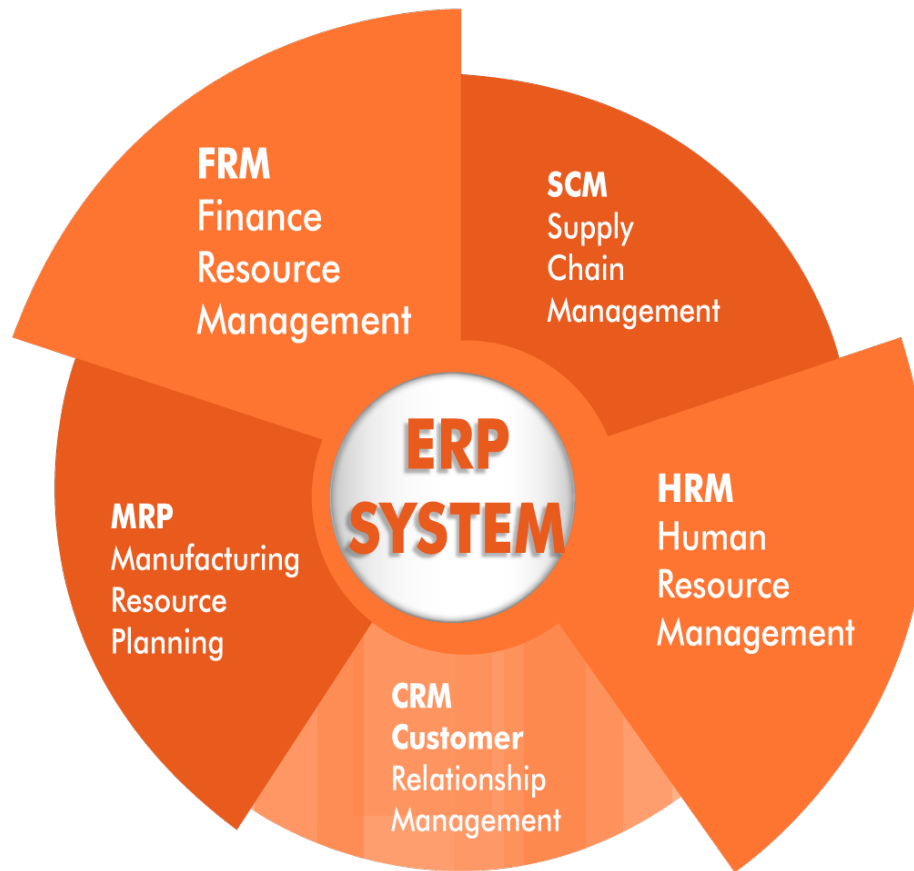 FRM
Finance
Resource
Management
SCM
Supply
Chain
Management
ERP
SYSTEM
HRM
Human
Resource
Management
MRP
Manufacturing
Resource
Planning
CRM
Customer
Relationship
Management